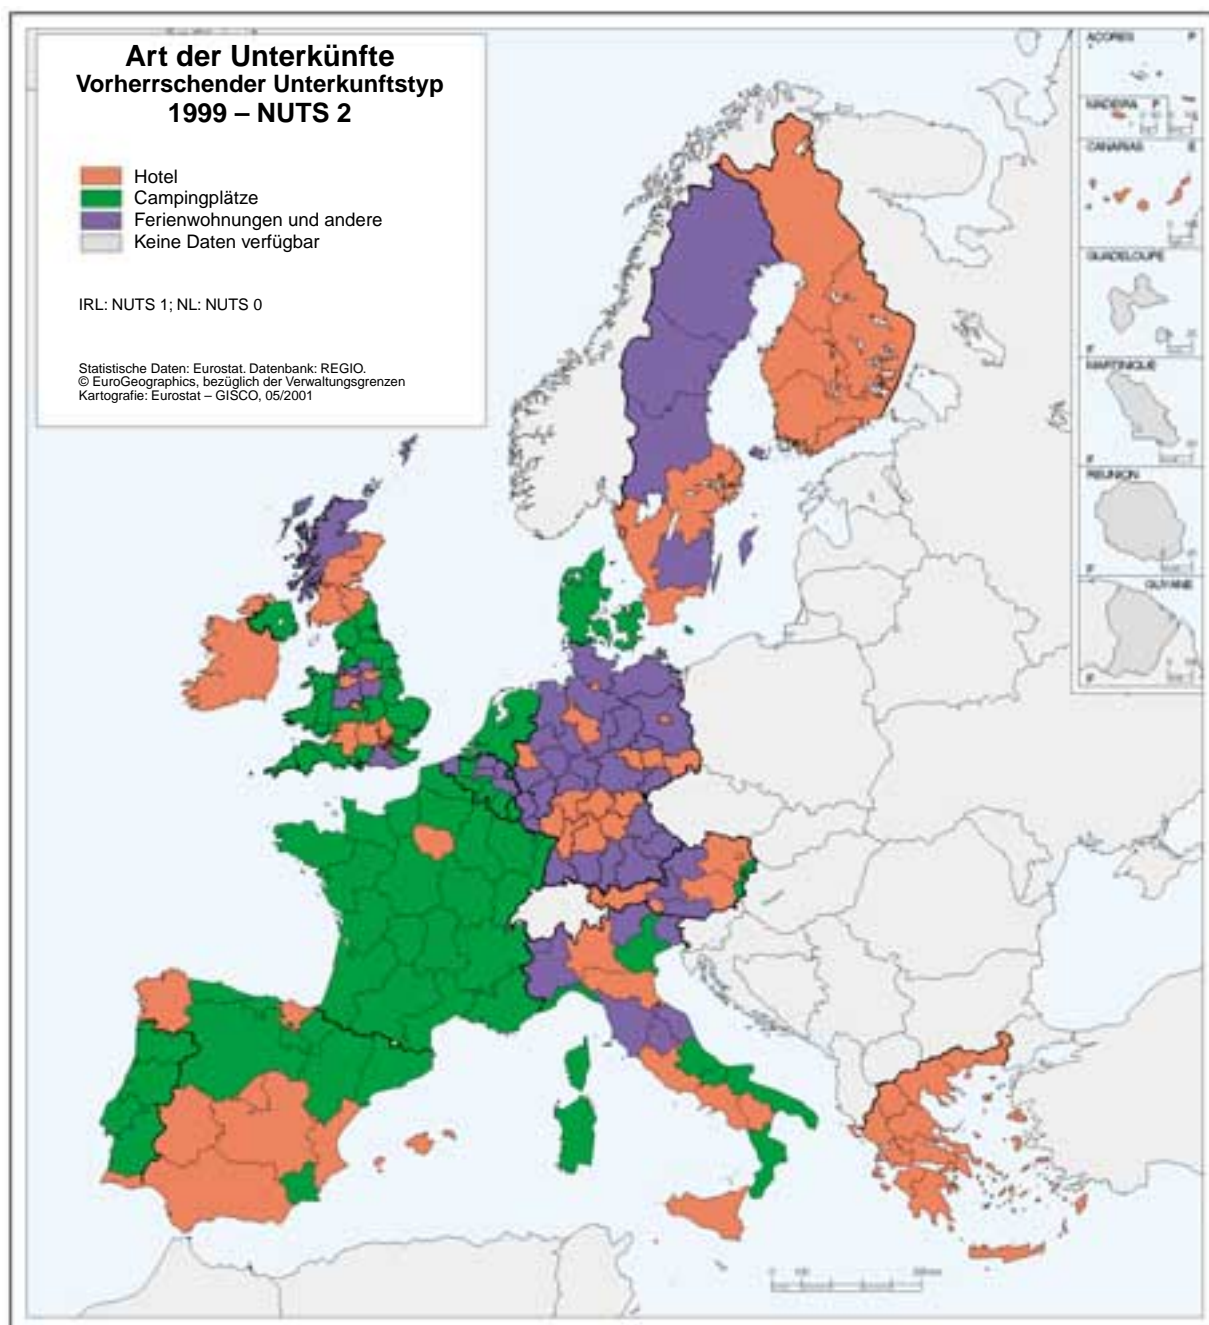 Art der Unterkünfte
Vorherrschender Unterkunftstyp
1999 – NUTS 2
Hotel
Campingplätze
Ferienwohnungen und andere
Keine Daten verfügbar
IRL: NUTS 1; NL: NUTS 0
Statistische Daten: Eurostat. Datenbank: REGIO.
© EuroGeographics, bezüglich der Verwaltungsgrenzen
Kartografie: Eurostat – GISCO, 05/2001
AÇORES P
MADEIRA P
CANARIAS E
GUADELOUPE
F
MARTINIQUE
F
REUNION
F
GUYANE
F